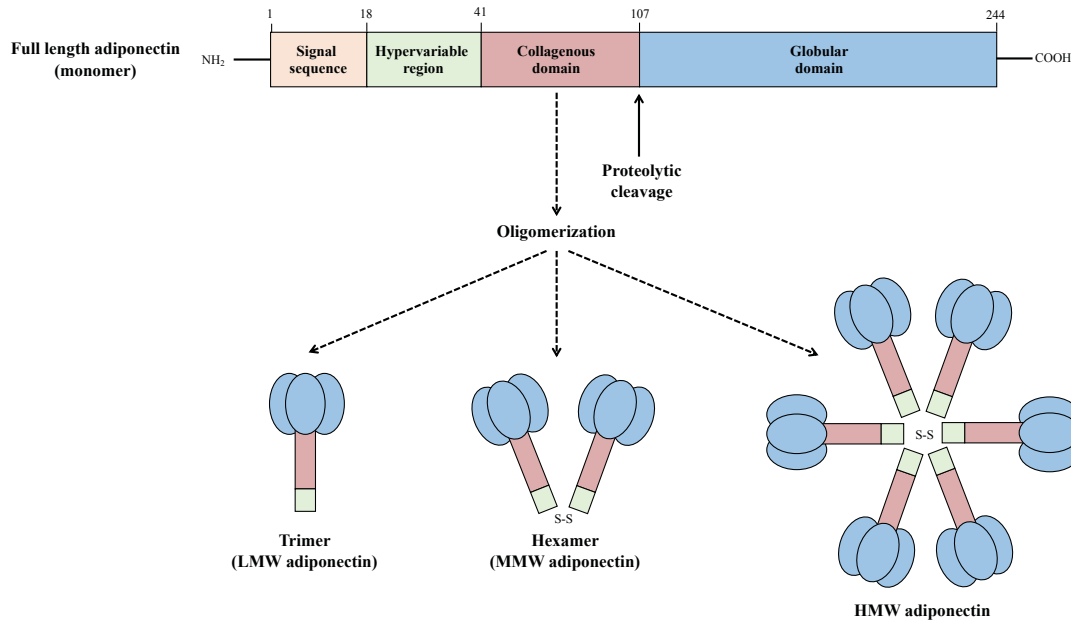 1 18 41 107 244
Full length adiponectin
(monomer)
NH₂
Signal
sequence
Hypervariable
region
Collagenous
domain
Globular
domain
COOH
Proteolytic
cleavage
Oligomerization
S-S
S-S
Trimer
(LMW adiponectin)
Hexamer
(MMW adiponectin)
HMW adiponectin